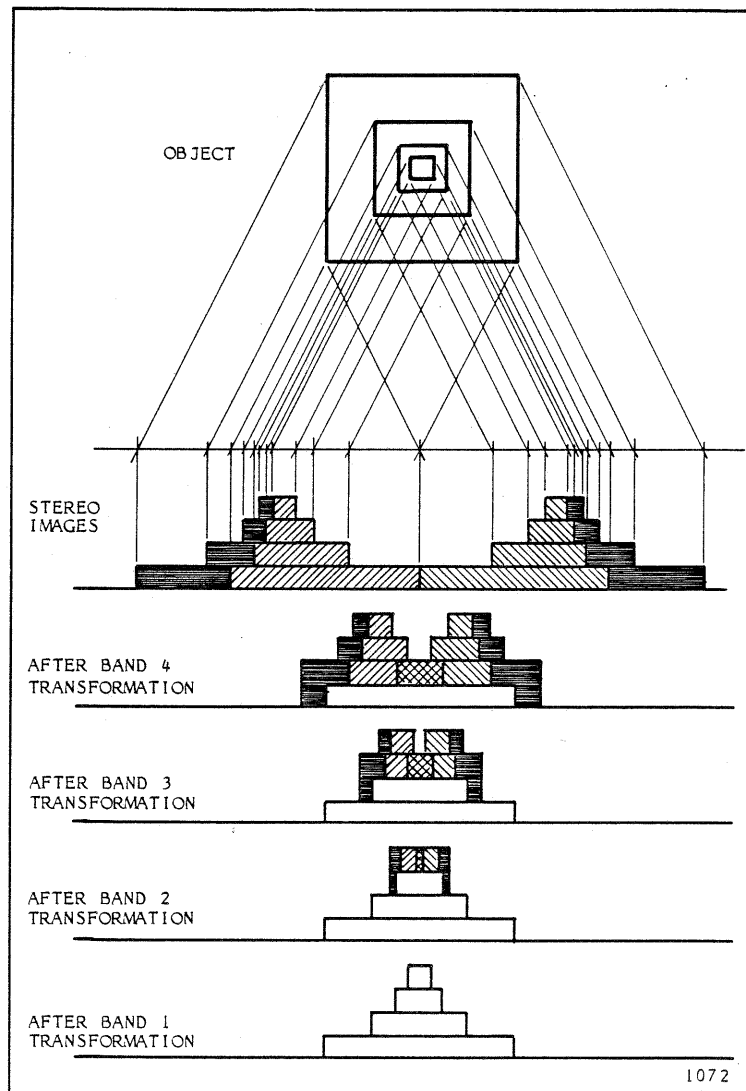 OBJECT
STEREO
IMAGES
AFTER BAND 4
TRANSFORMATION
AFTER BAND 3
TRANSFORMATION
AFTER BAND 2
TRANSFORMATION
AFTER BAND 1
TRANSFORMATION
1072